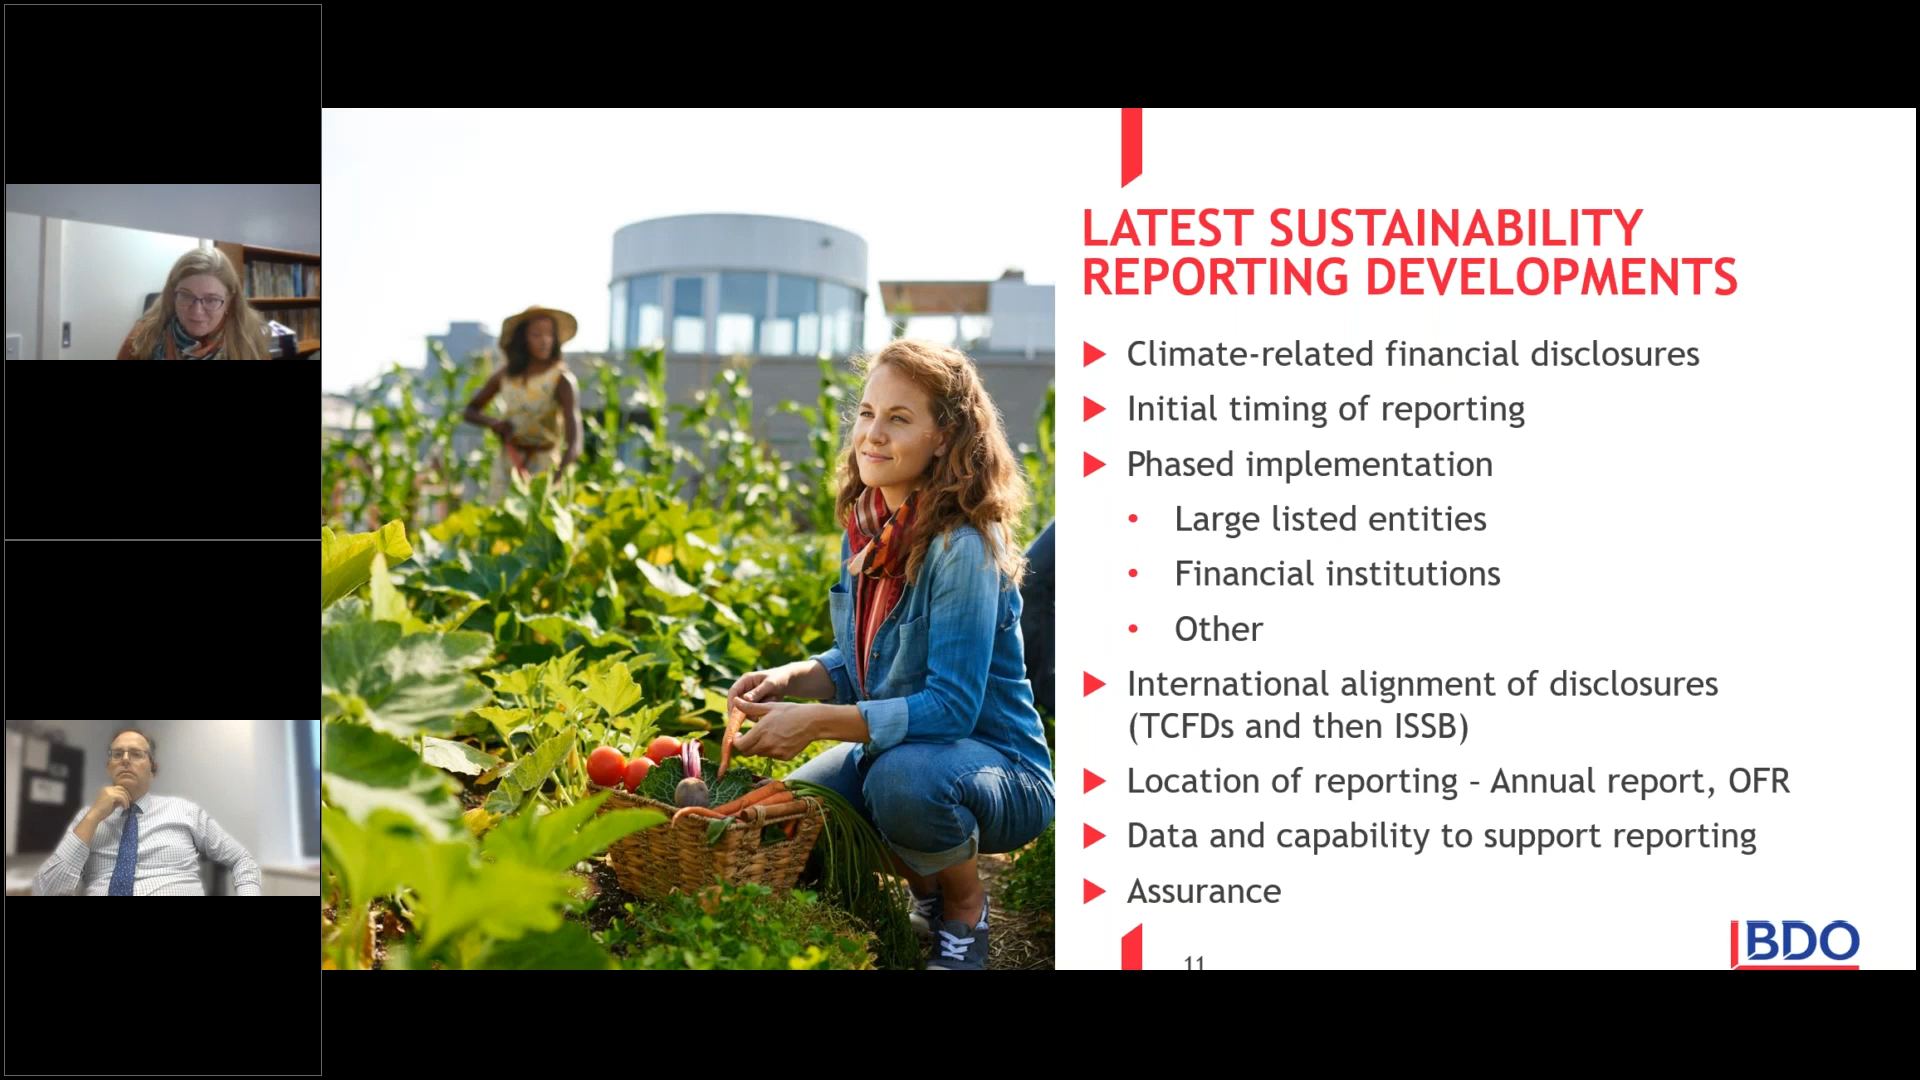 LATEST SUSTAINABILITY
REPORTING DEVELOPMENTS
Climate-related financial disclosures
Initial timing of reporting
Phased implementation
Large listed entities
Financial institutions
Other
International alignment of disclosures
(TCFDs and then ISSB)
Location of reporting – Annual report, OFR
Data and capability to support reporting
Assurance
11
BDO